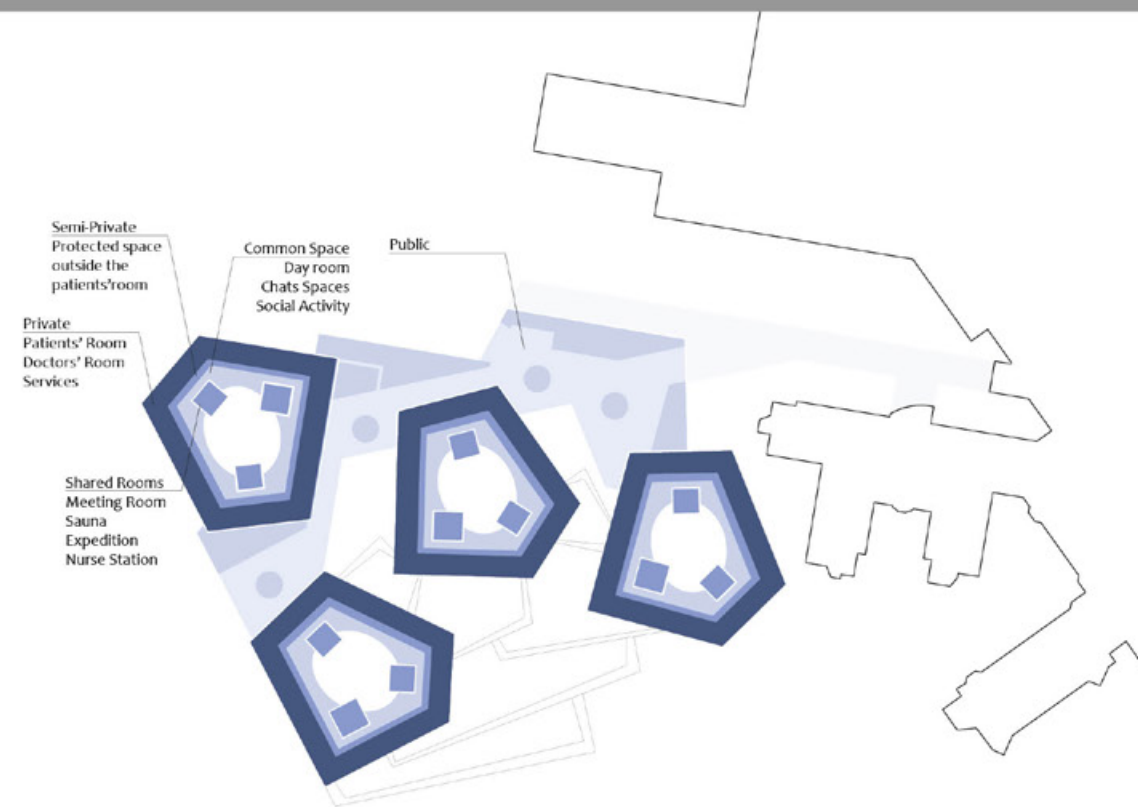 Semi-Private
Protected space
outside the
patients'room
Common Space
Day room
Chats Spaces
Social Activity
Public
Private
Patients' Room
Doctors' Room
Services
Shared Rooms
Meeting Room
Sauna
Expedition
Nurse Station